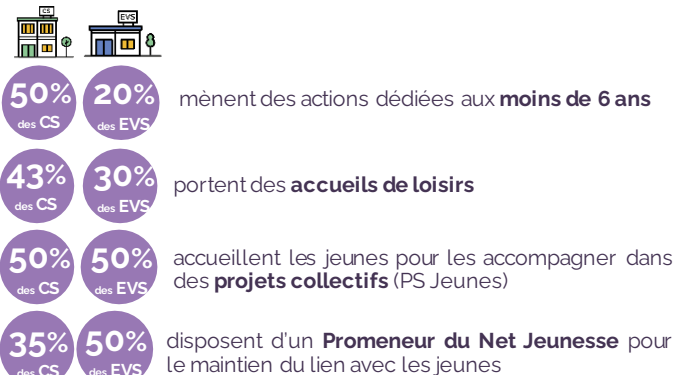 CS EVS
50% 20%
des CS des EVS
mènent des actions dédiées aux moins de 6 ans
43% 30%
des CS des EVS
portent des accueils de loisirs
50% 50%
des CS des EVS
accueillent les jeunes pour les accompagner dans
des projets collectifs (PS Jeunes)
35% 50%
des CS des EVS
disposent d'un Promeneur du Net Jeunesse pour
le maintien du lien avec les jeunes